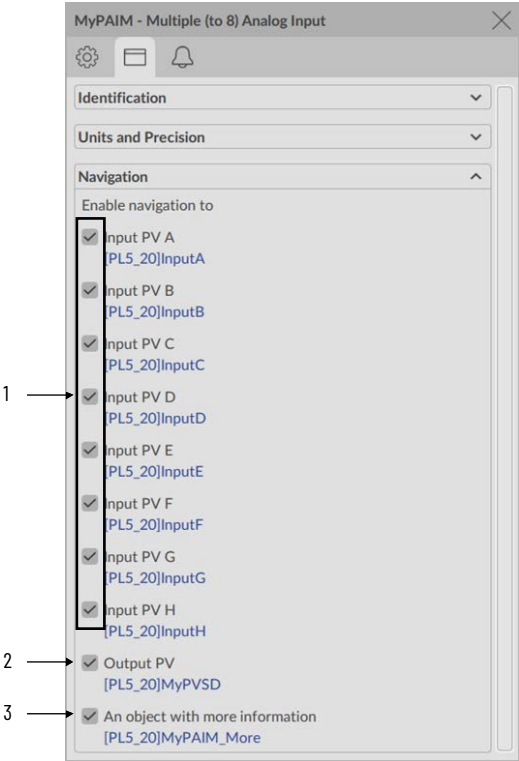 MyPAIM - Multiple (to 8) Analog Input
Identification
Units and Precision
Navigation
Enable navigation to
Input PV A
[PL5_20]InputA
Input PV B
[PL5_20]InputB
Input PV C
[PL5_20]InputC
1
Input PV D
[PL5_20]InputD
Input PV E
[PL5_20]InputE
Input PV F
[PL5_20]InputF
Input PV G
[PL5_20]InputG
Input PV H
[PL5_20]InputH
2
Output PV
[PL5_20]MyPVSD
3
An object with more information
[PL5_20]MyPAIM_More